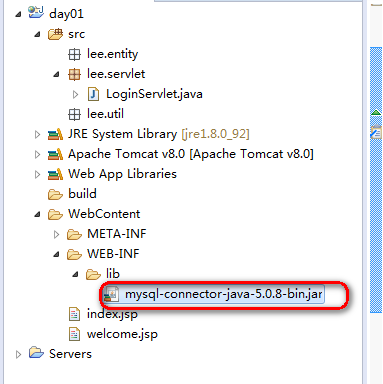 day01
src
lee.entity
lee.servlet
LoginServlet.java
lee.util
JRE System Library [jre1.8.0_92]
Apache Tomcat v8.0 [Apache Tomcat v8.0]
Web App Libraries
build
WebContent
META-INF
WEB-INF
lib
mysql-connector-java-5.0.8-bin.jar
index.jsp
welcome.jsp
Servers